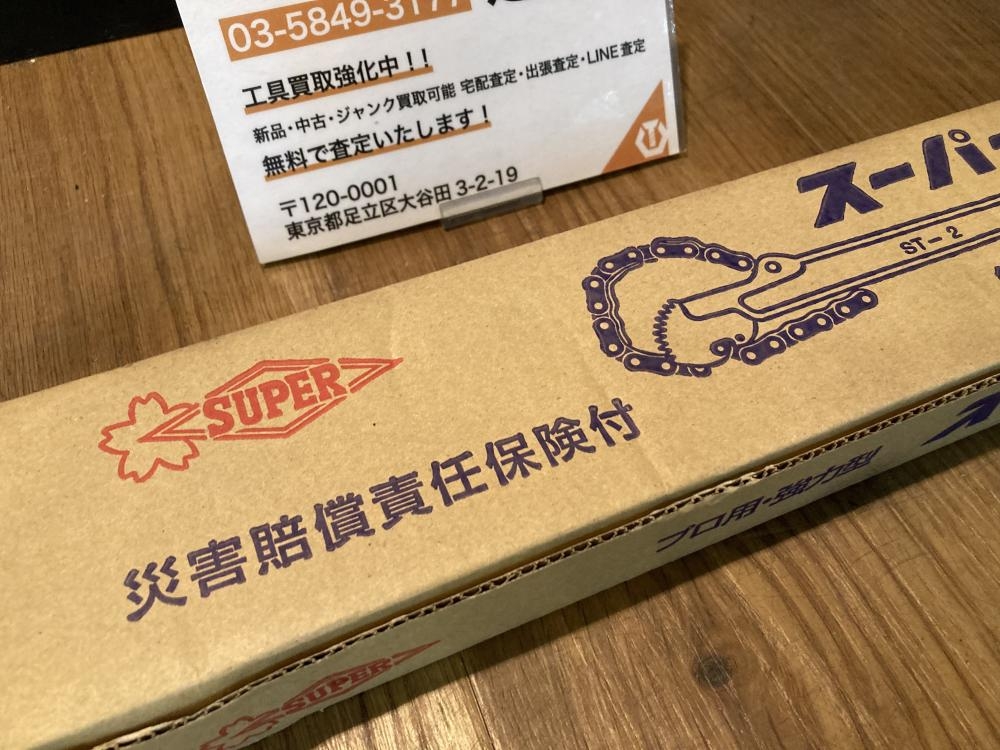 03-5849-3177
工具買取強化中!!
新品・中古・ジャンク買取可能 宅配査定・出張査定・LINE査定
無料で査定いたします!
〒120-0001
東京都足立区大谷田 3-2-19
スーパー
ST-2
SUPER
災害賠償責任保険付
プロ用・強力型
SUPER